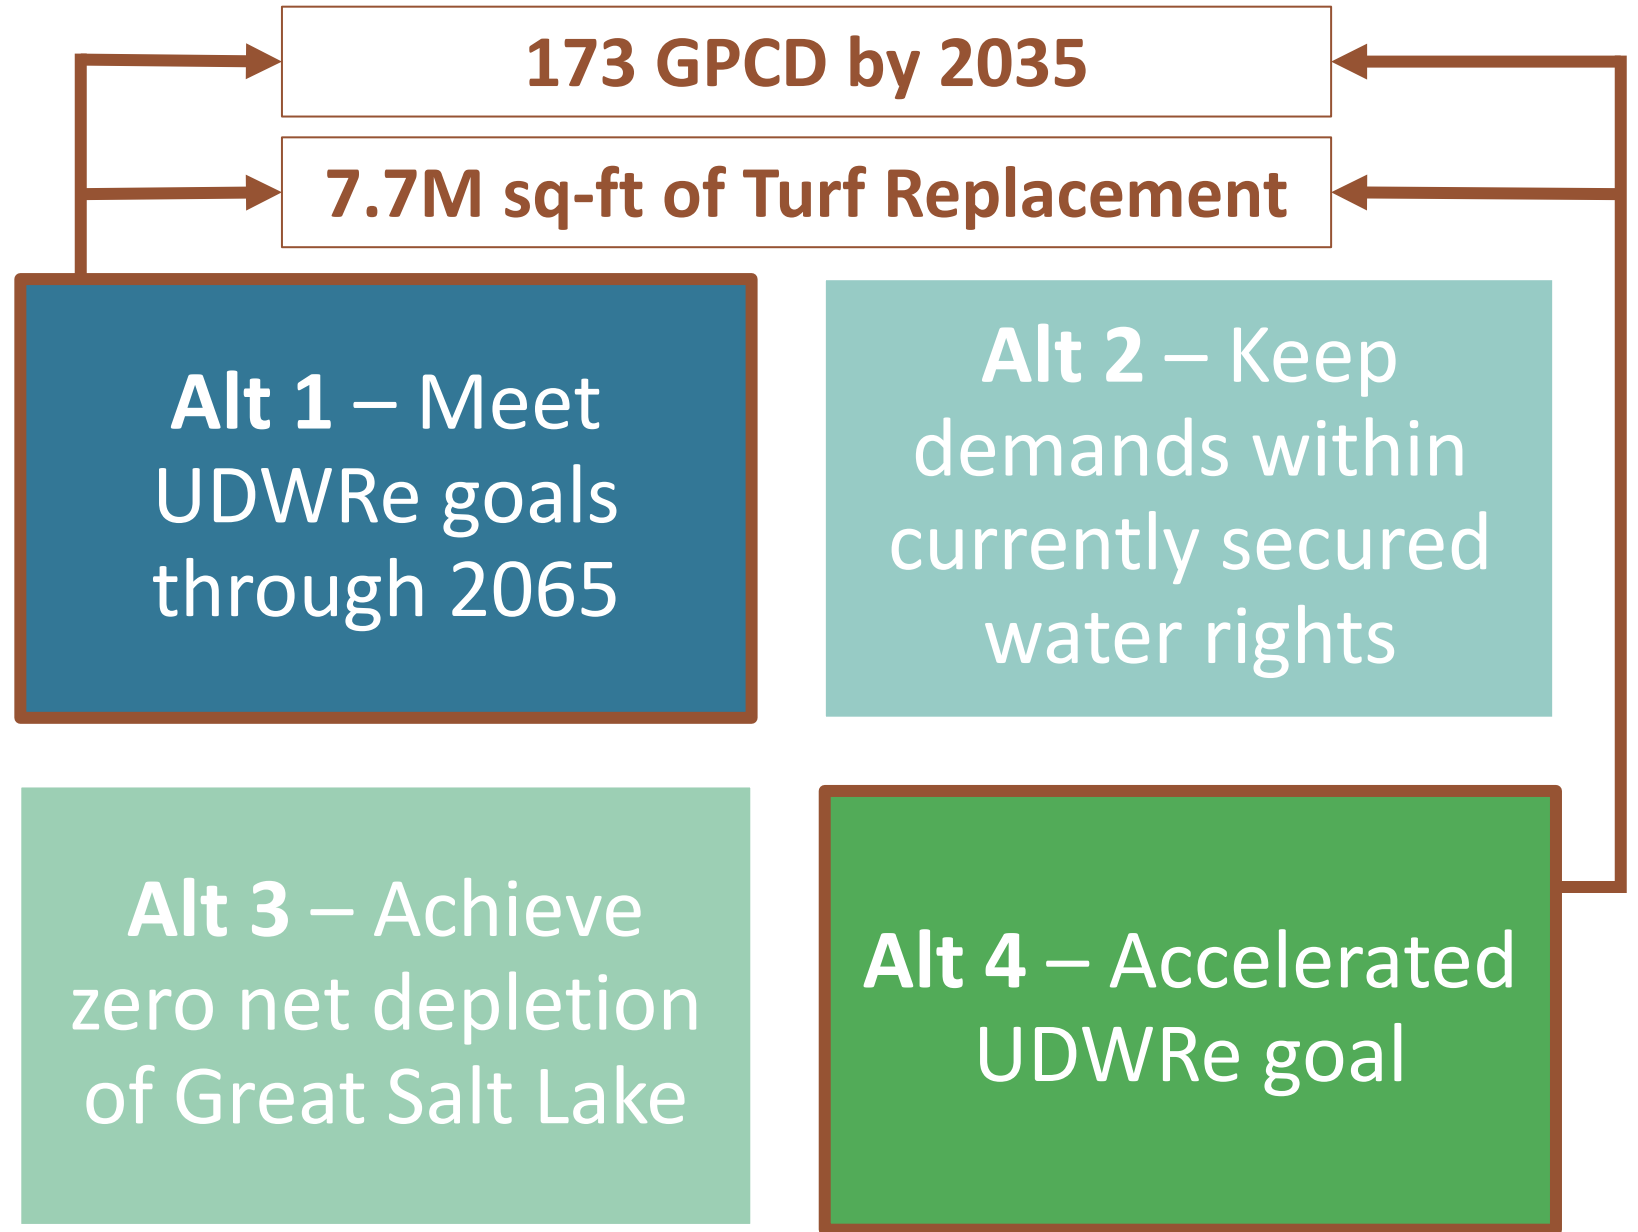 173 GPCD by 2035
7.7M sq-ft of Turf Replacement
Alt 1 – Meet
UDWRe goals
through 2065
Alt 2 – Keep
demands within
currently secured
water rights
Alt 3 – Achieve
zero net depletion
of Great Salt Lake
Alt 4 – Accelerated
UDWRe goal